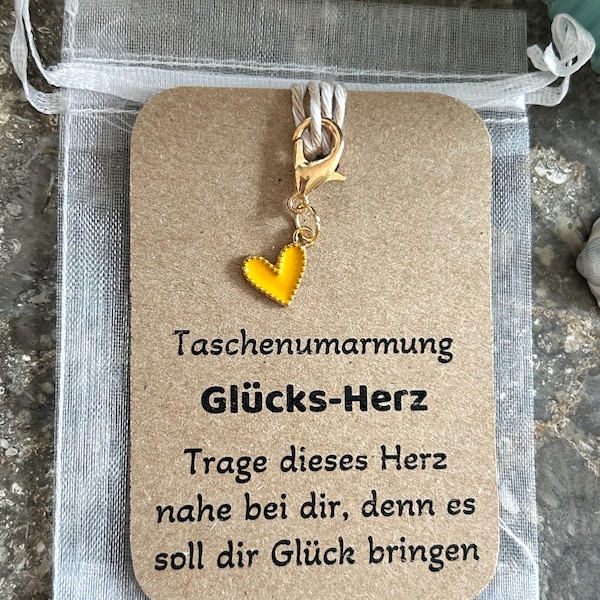 Taschenumarmung
Glücks-Herz
Trage dieses Herz
nahe bei dir, denn es
soll dir Glück bringen